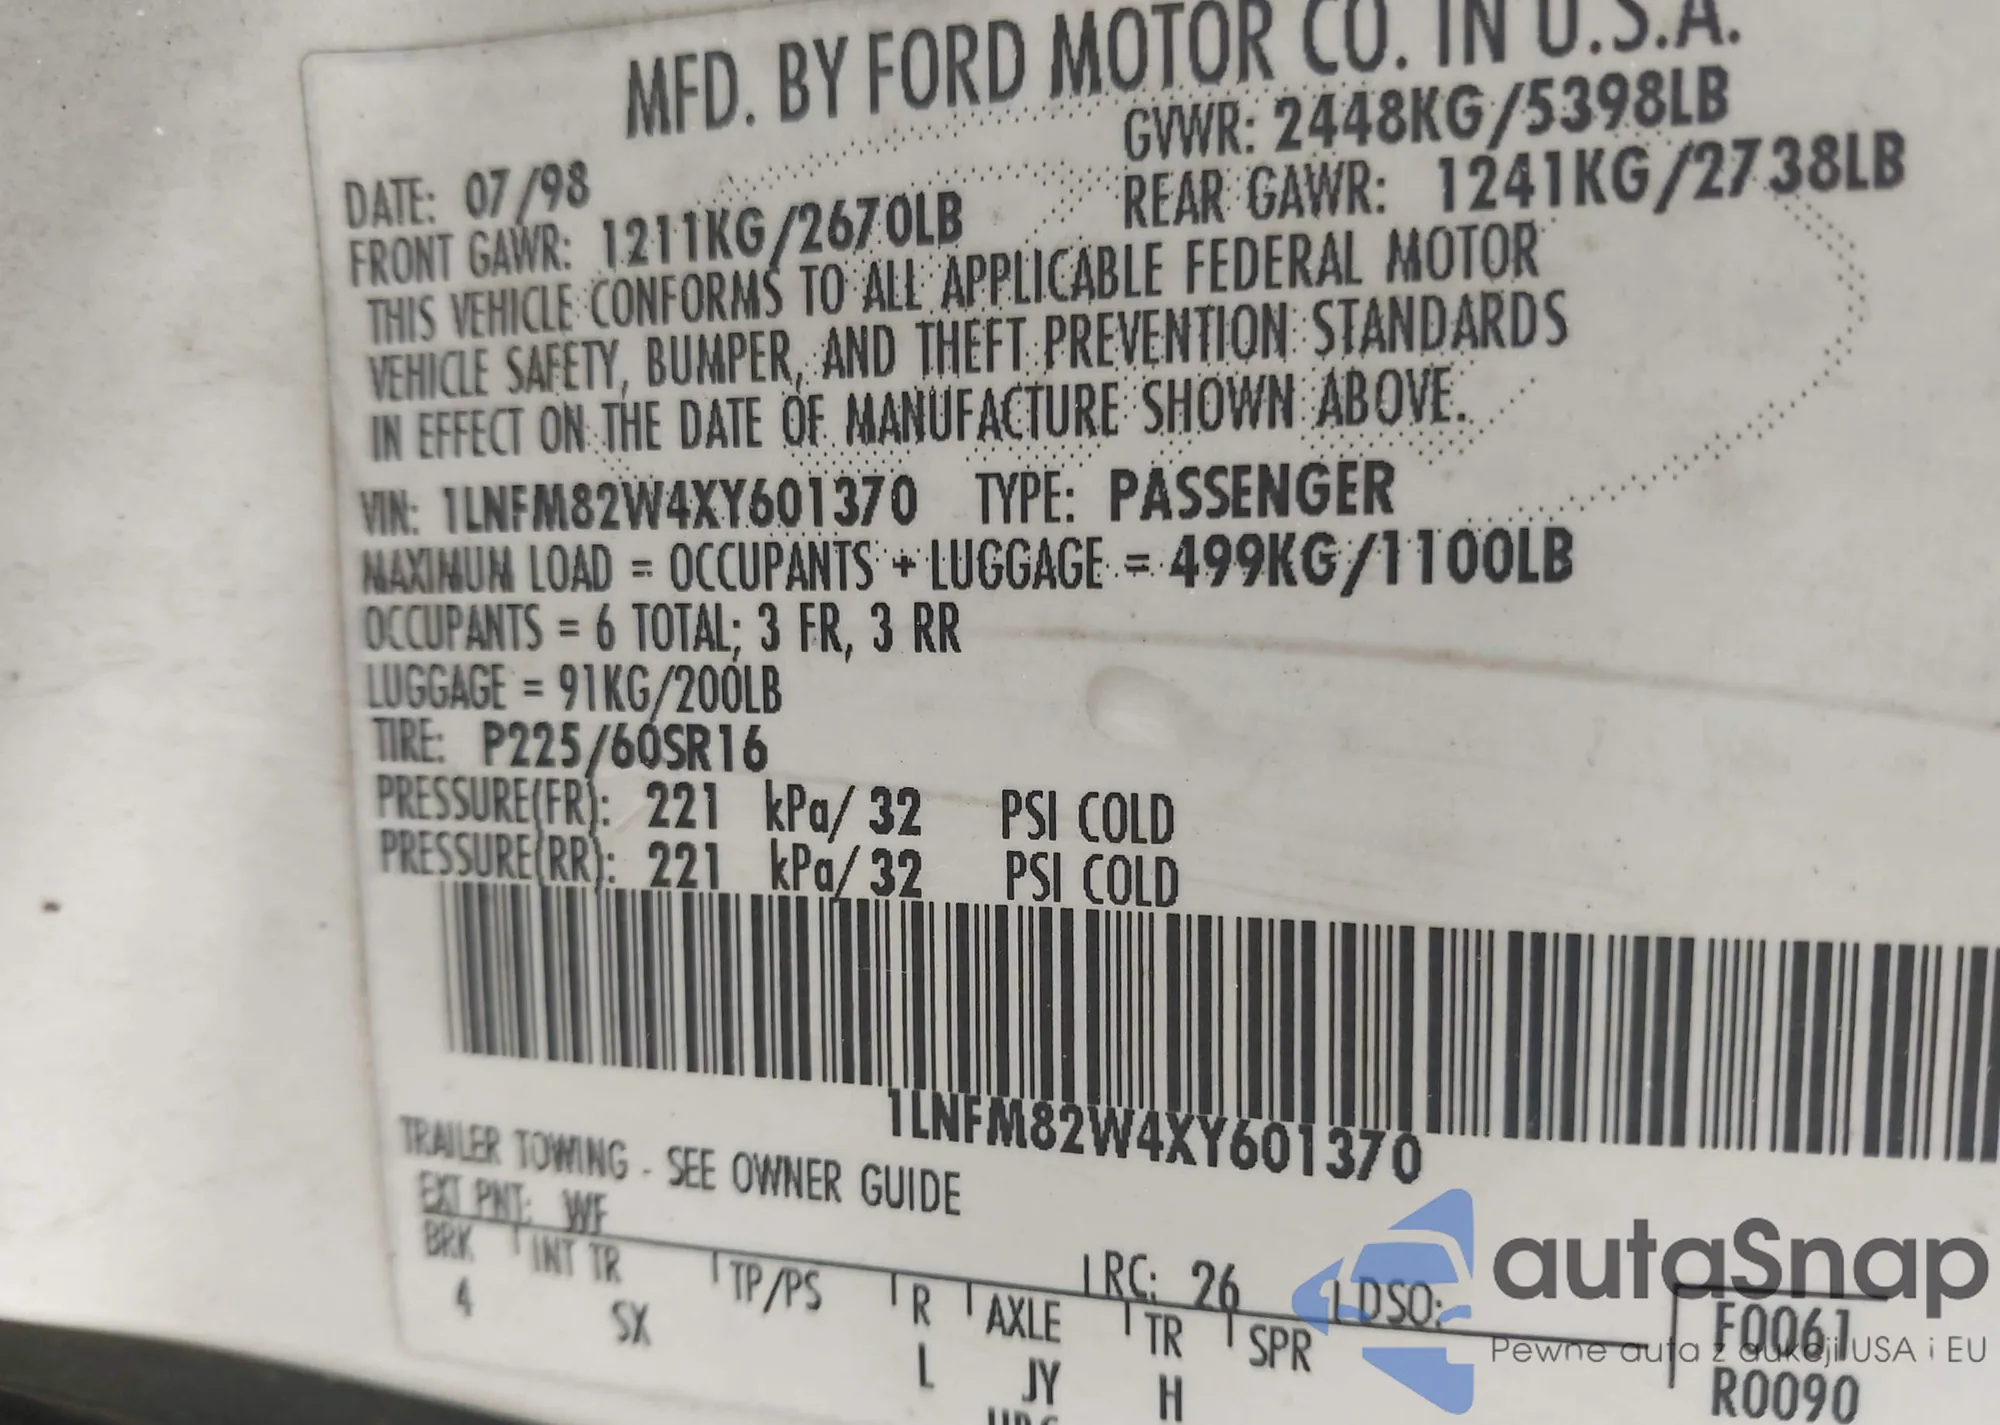 MFD. BY FORD MOTOR CO. IN U.S.A.
DATE: 07/98 GVWR: 2448KG/5398LB
FRONT GAWR: 1211KG/2670LB REAR GAWR: 1241KG/2738LB
THIS VEHICLE CONFORMS TO ALL APPLICABLE FEDERAL MOTOR
VEHICLE SAFETY, BUMPER, AND THEFT PREVENTION STANDARDS
IN EFFECT ON THE DATE OF MANUFACTURE SHOWN ABOVE.
VIN: 1LNFM82W4XY601370 TYPE: PASSENGER
MAXIMUM LOAD = OCCUPANTS + LUGGAGE = 499KG/1100LB
OCCUPANTS = 6 TOTAL; 3 FR, 3 RR
LUGGAGE = 91KG/200LB
TIRE: P225/60SR16
PRESSURE(FR): 221 kPa/ 32 PSI COLD
PRESSURE(RR): 221 kPa/ 32 PSI COLD
1LNFM82W4XY601370
TRAILER TOWING - SEE OWNER GUIDE
EXT PNT: WF RC: 26 DSO:
BRK INT TR TP/PS R AXLE TR SPR
4 SX L JY H
F0061
R0090
autaSnap
Pewne auta z aukcji USA i EU